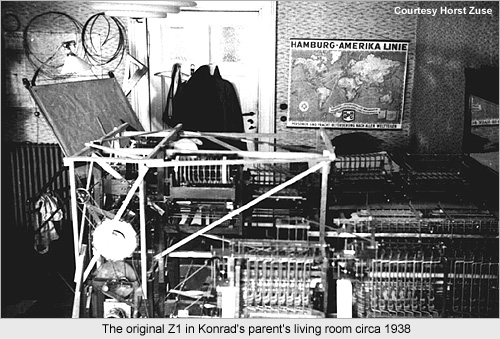 Courtesy Horst Zuse
HAMBURG-AMERIKA LINIE
The original Z1 in Konrad's parent's living room circa 1938